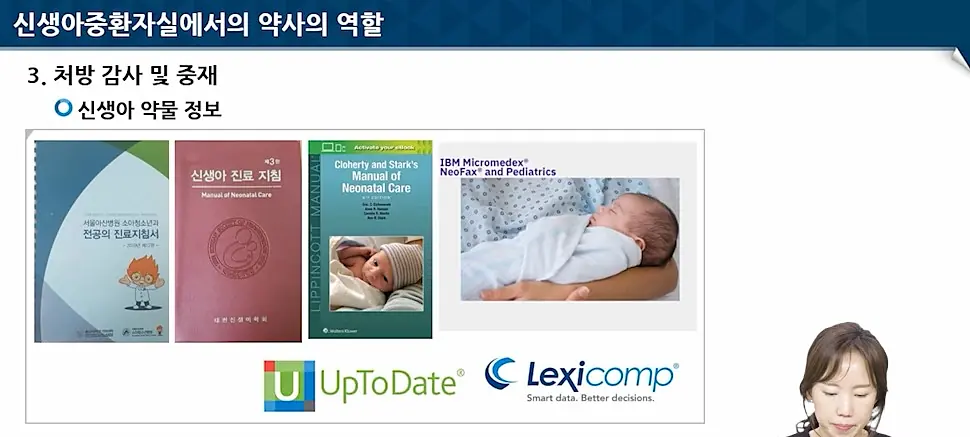 신생아중환자실에서의 약사의 역할
3. 처방 감사 및 중재
신생아 약물 정보
서울아산병원 소아청소년과
전공의 진료지침서
제3판
신생아 진료 지침
Manual of Neonatal Care
대한신생아학회
Activate your eBook
LIPPINCOTT MANUAL
Cloherty and Stark's
Manual of
Neonatal Care
Wolters Kluwer
IBM Micromedex®
NeoFax® and Pediatrics
U UpToDate®
Lexicomp®
Smart data. Better decisions.